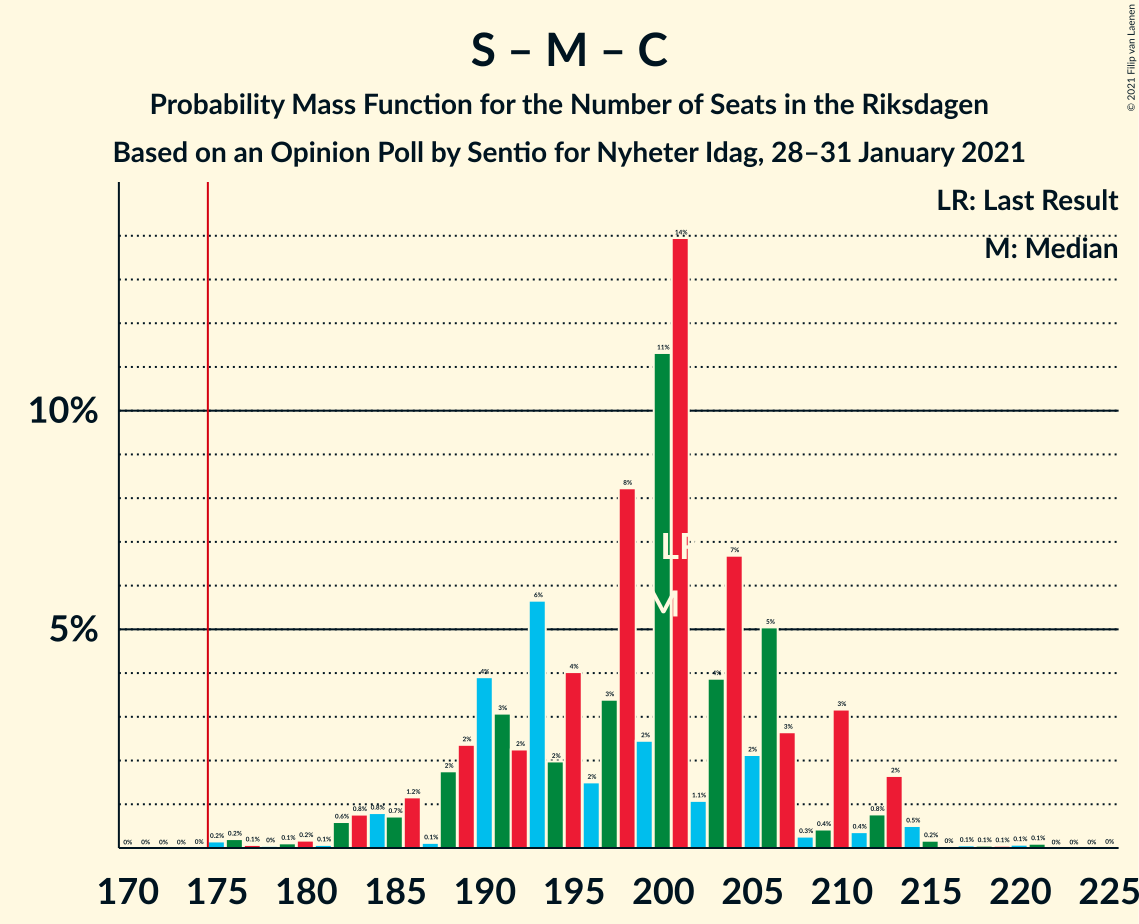 S – M – C
Probability Mass Function for the Number of Seats in the Riksdagen
Based on an Opinion Poll by Sentio for Nyheter Idag, 28–31 January 2021
© 2021 Filip van Laenen
LR: Last Result
M: Median
10%
5%
0% 0% 0% 0% 0% 0.2% 0.2% 0.1% 0% 0.1% 0.2% 0.1% 0.6% 0.8% 0.8% 0.7% 1.2% 0.1% 2% 2% 4% 3% 2% 6% 2% 4% 2% 3% 8% 2% 11% 14% 1.1% 4% 7% 2% 5% 3% 0.3% 0.4% 3% 0.4% 0.8% 2% 0.5% 0.2% 0% 0.1% 0.1% 0.1% 0.1% 0.1% 0% 0% 0% 0%
LR
M
170 175 180 185 190 195 200 205 210 215 220 225